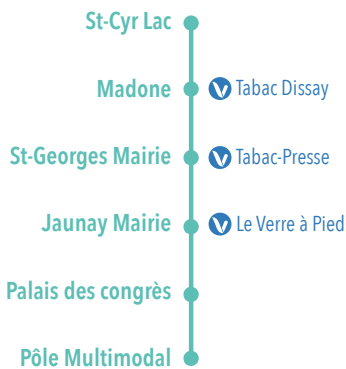 St-Cyr Lac
Madone Tabac Dissay
St-Georges Mairie Tabac-Presse
Jaunay Mairie Le Verre à Pied
Palais des congrès
Pôle Multimodal